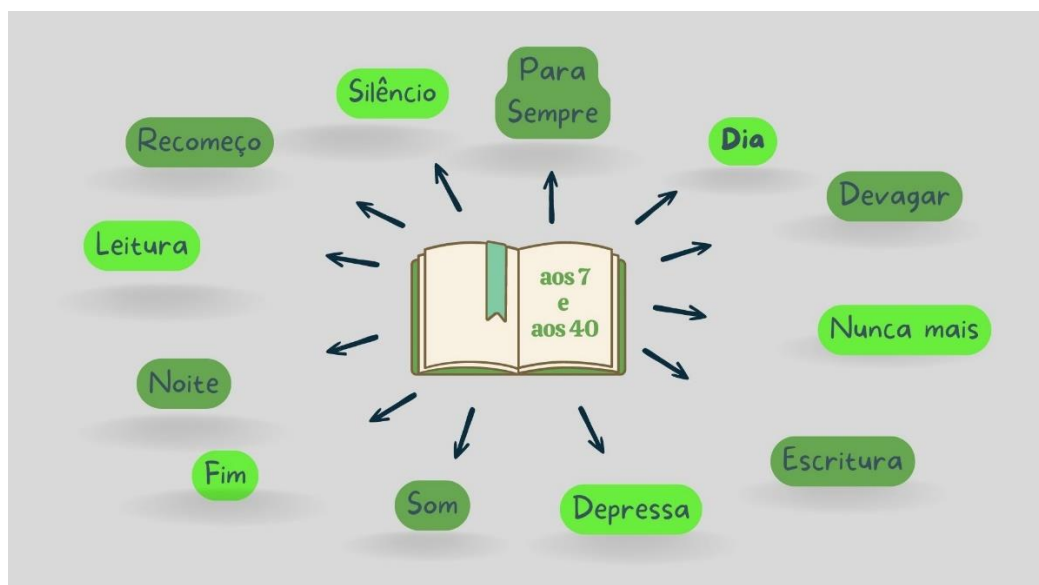 Para
Sempre
Silêncio
Dia
Recomeço
Devagar
Leitura
aos 7
e
aos 40
Nunca mais
Noite
Escritura
Fim
Som
Depressa